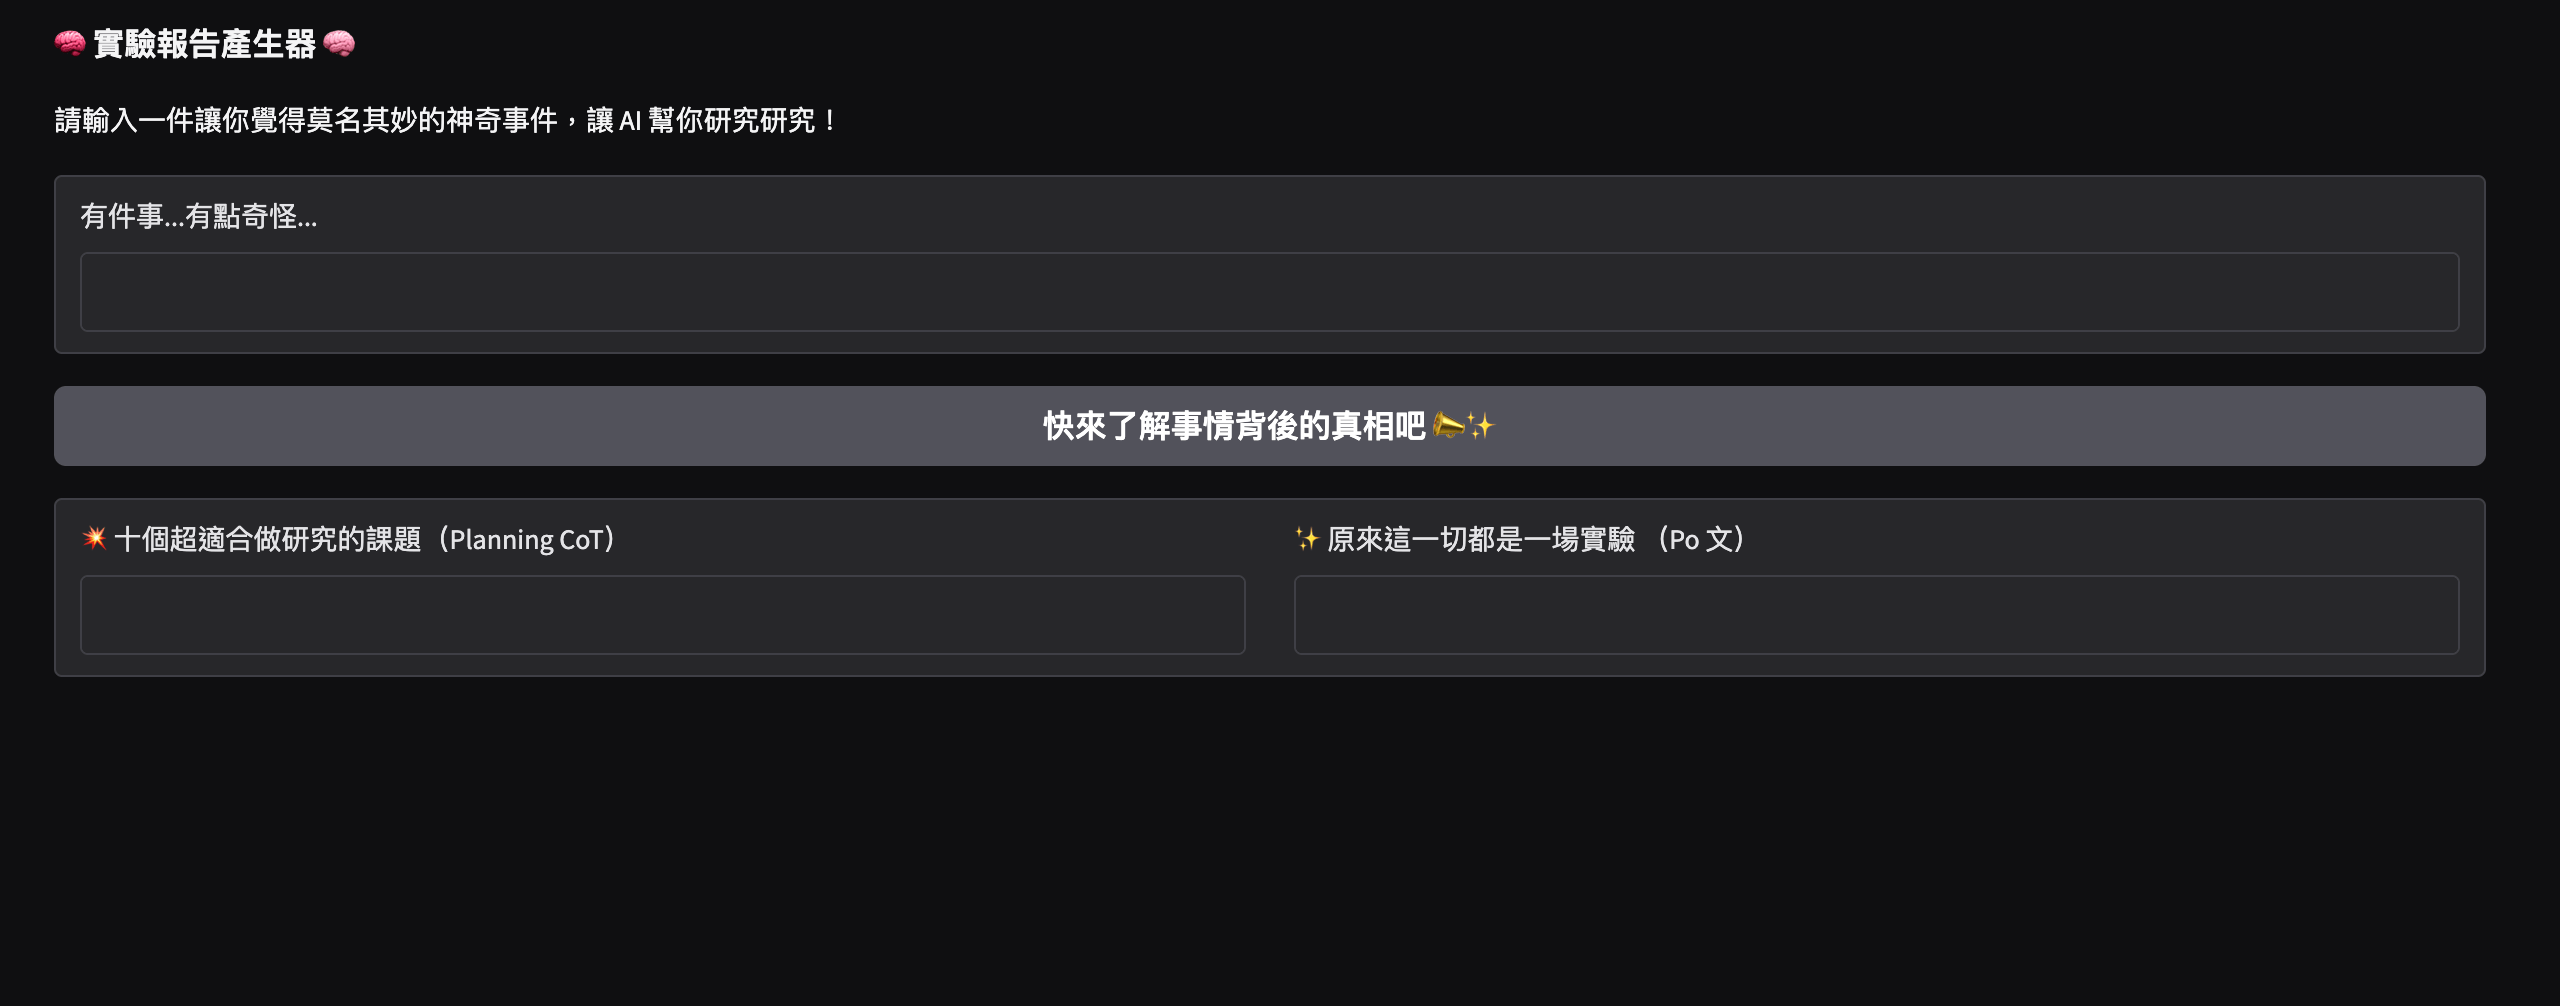 🧠 實驗報告產生器 🧠
請輸入一件讓你覺得莫名其妙的神奇事件，讓 AI 幫你研究研究！
有件事...有點奇怪...
快來了解事情背後的真相吧 📣✨
💥 十個超適合做研究的課題（Planning CoT）
✨ 原來這一切都是一場實驗 （Po 文）